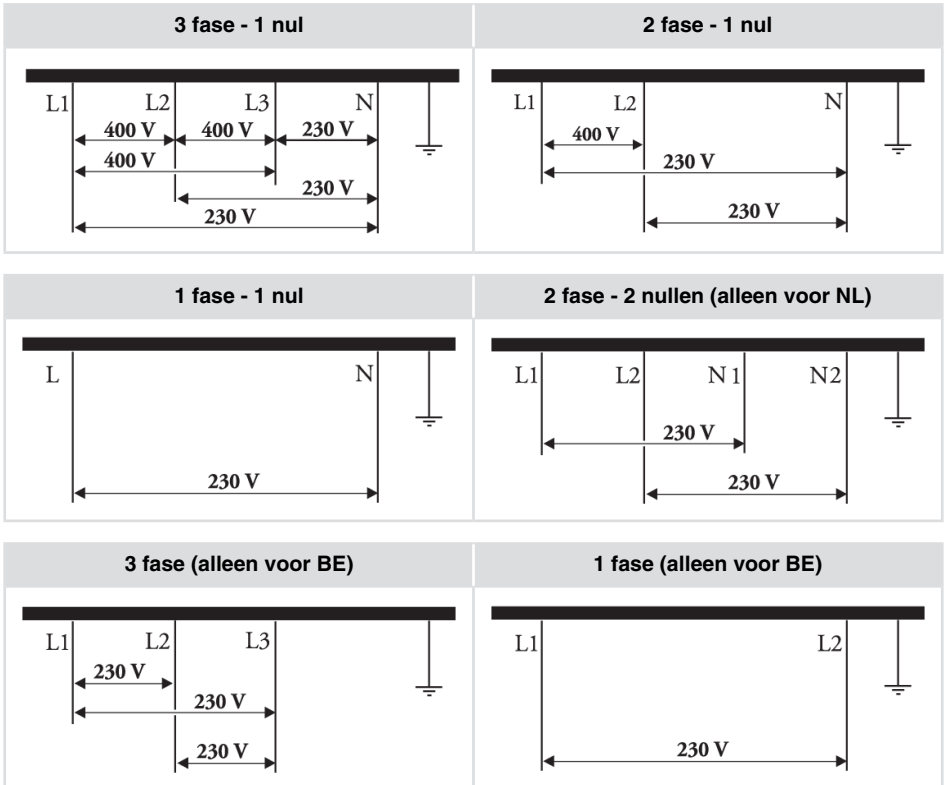 3 fase - 1 nul
L1 L2 L3 N
400 V 400 V 230 V
400 V
230 V
230 V
2 fase - 1 nul
L1 L2 N
400 V
230 V
230 V
1 fase - 1 nul
L N
230 V
2 fase - 2 nullen (alleen voor NL)
L1 L2 N 1 N2
230 V
230 V
3 fase (alleen voor BE)
L1 L2 L3
230 V
230 V
230 V
1 fase (alleen voor BE)
L1 L2
230 V